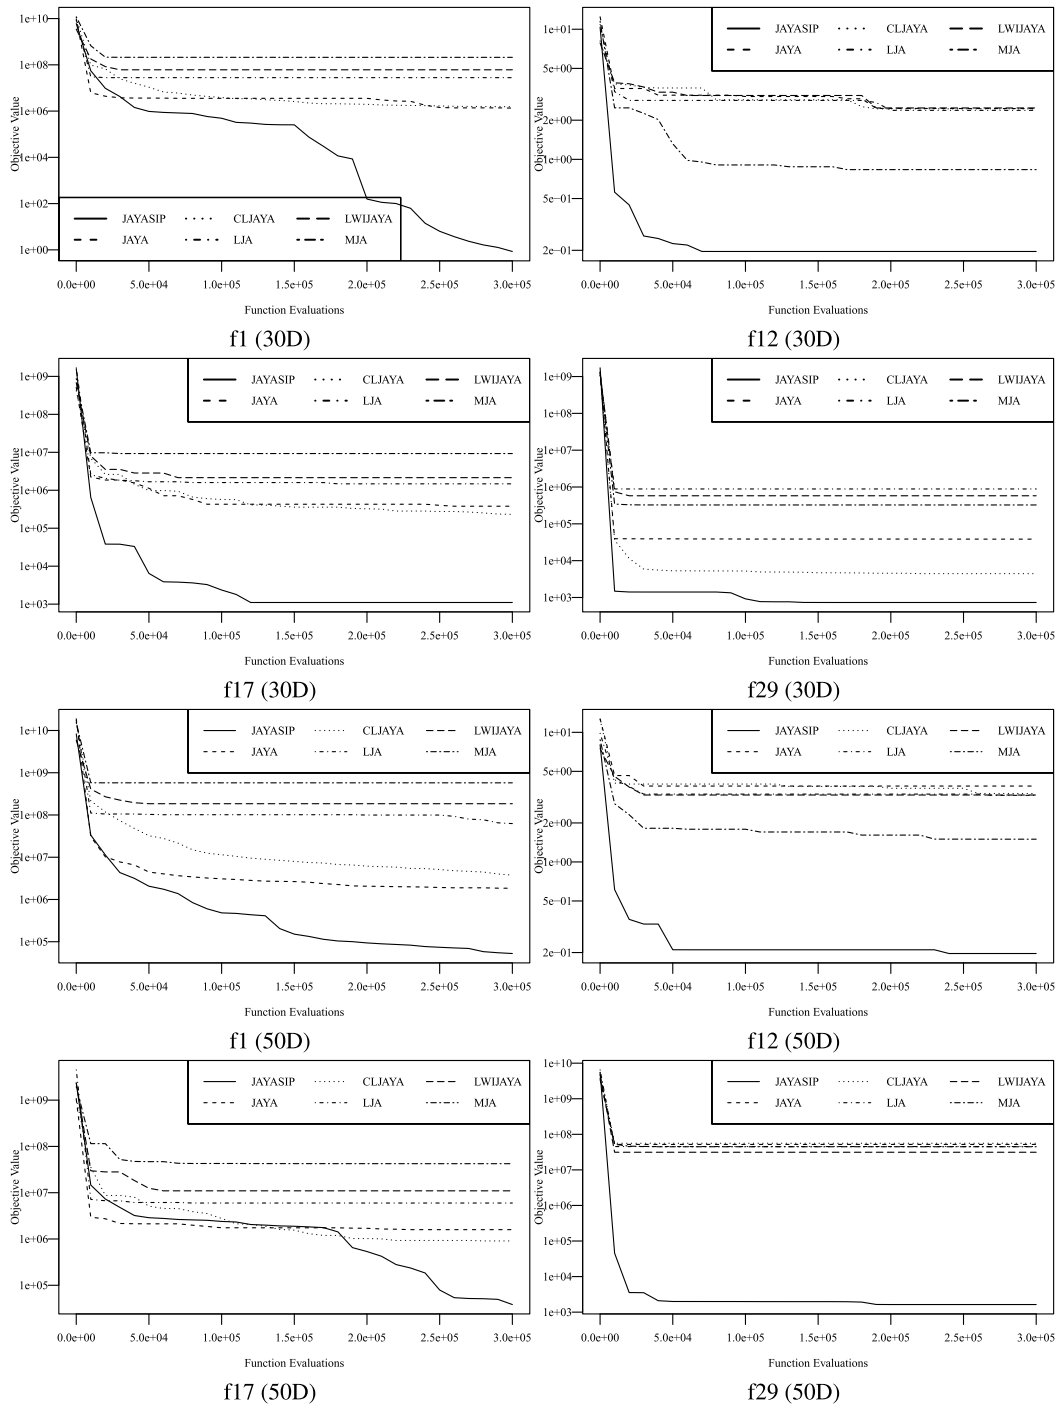 Objective Value
1e+10
1e+08
1e+06
1e+04
1e+02
1e+00
JAYASIP CLJAYA LWIJAYA
JAYA LJA MJA
0.0e+00 5.0e+04 1.0e+05 1.5e+05 2.0e+05 2.5e+05 3.0e+05
Function Evaluations
f1 (30D)
Objective Value
1e+01
5e+00
2e+00
1e+00
5e−01
2e−01
JAYASIP CLJAYA LWIJAYA
JAYA LJA MJA
0.0e+00 5.0e+04 1.0e+05 1.5e+05 2.0e+05 2.5e+05 3.0e+05
Function Evaluations
f12 (30D)
Objective Value
1e+09
1e+08
1e+07
1e+06
1e+05
1e+04
1e+03
JAYASIP CLJAYA LWIJAYA
JAYA LJA MJA
0.0e+00 5.0e+04 1.0e+05 1.5e+05 2.0e+05 2.5e+05 3.0e+05
Function Evaluations
f17 (30D)
Objective Value
1e+09
1e+08
1e+07
1e+06
1e+05
1e+04
1e+03
JAYASIP CLJAYA LWIJAYA
JAYA LJA MJA
0.0e+00 5.0e+04 1.0e+05 1.5e+05 2.0e+05 2.5e+05 3.0e+05
Function Evaluations
f29 (30D)
Objective Value
1e+10
1e+09
1e+08
1e+07
1e+06
1e+05
JAYASIP CLJAYA LWIJAYA
JAYA LJA MJA
0.0e+00 5.0e+04 1.0e+05 1.5e+05 2.0e+05 2.5e+05 3.0e+05
Function Evaluations
f1 (50D)
Objective Value
1e+01
5e+00
2e+00
1e+00
5e−01
2e−01
JAYASIP CLJAYA LWIJAYA
JAYA LJA MJA
0.0e+00 5.0e+04 1.0e+05 1.5e+05 2.0e+05 2.5e+05 3.0e+05
Function Evaluations
f12 (50D)
Objective Value
1e+09
1e+08
1e+07
1e+06
1e+05
JAYASIP CLJAYA LWIJAYA
JAYA LJA MJA
0.0e+00 5.0e+04 1.0e+05 1.5e+05 2.0e+05 2.5e+05 3.0e+05
Function Evaluations
f17 (50D)
Objective Value
1e+10
1e+09
1e+08
1e+07
1e+06
1e+05
1e+04
1e+03
JAYASIP CLJAYA LWIJAYA
JAYA LJA MJA
0.0e+00 5.0e+04 1.0e+05 1.5e+05 2.0e+05 2.5e+05 3.0e+05
Function Evaluations
f29 (50D)